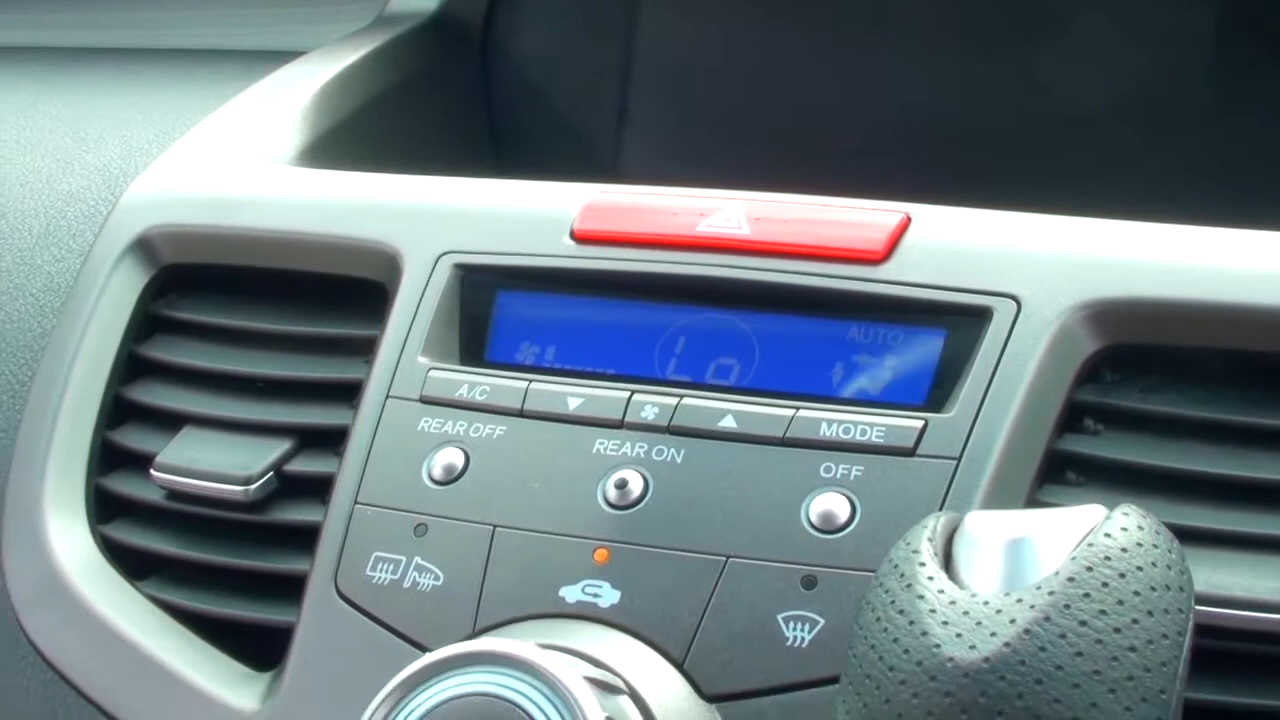 AUTO
Lo
A/C
MODE
REAR OFF
REAR ON
OFF